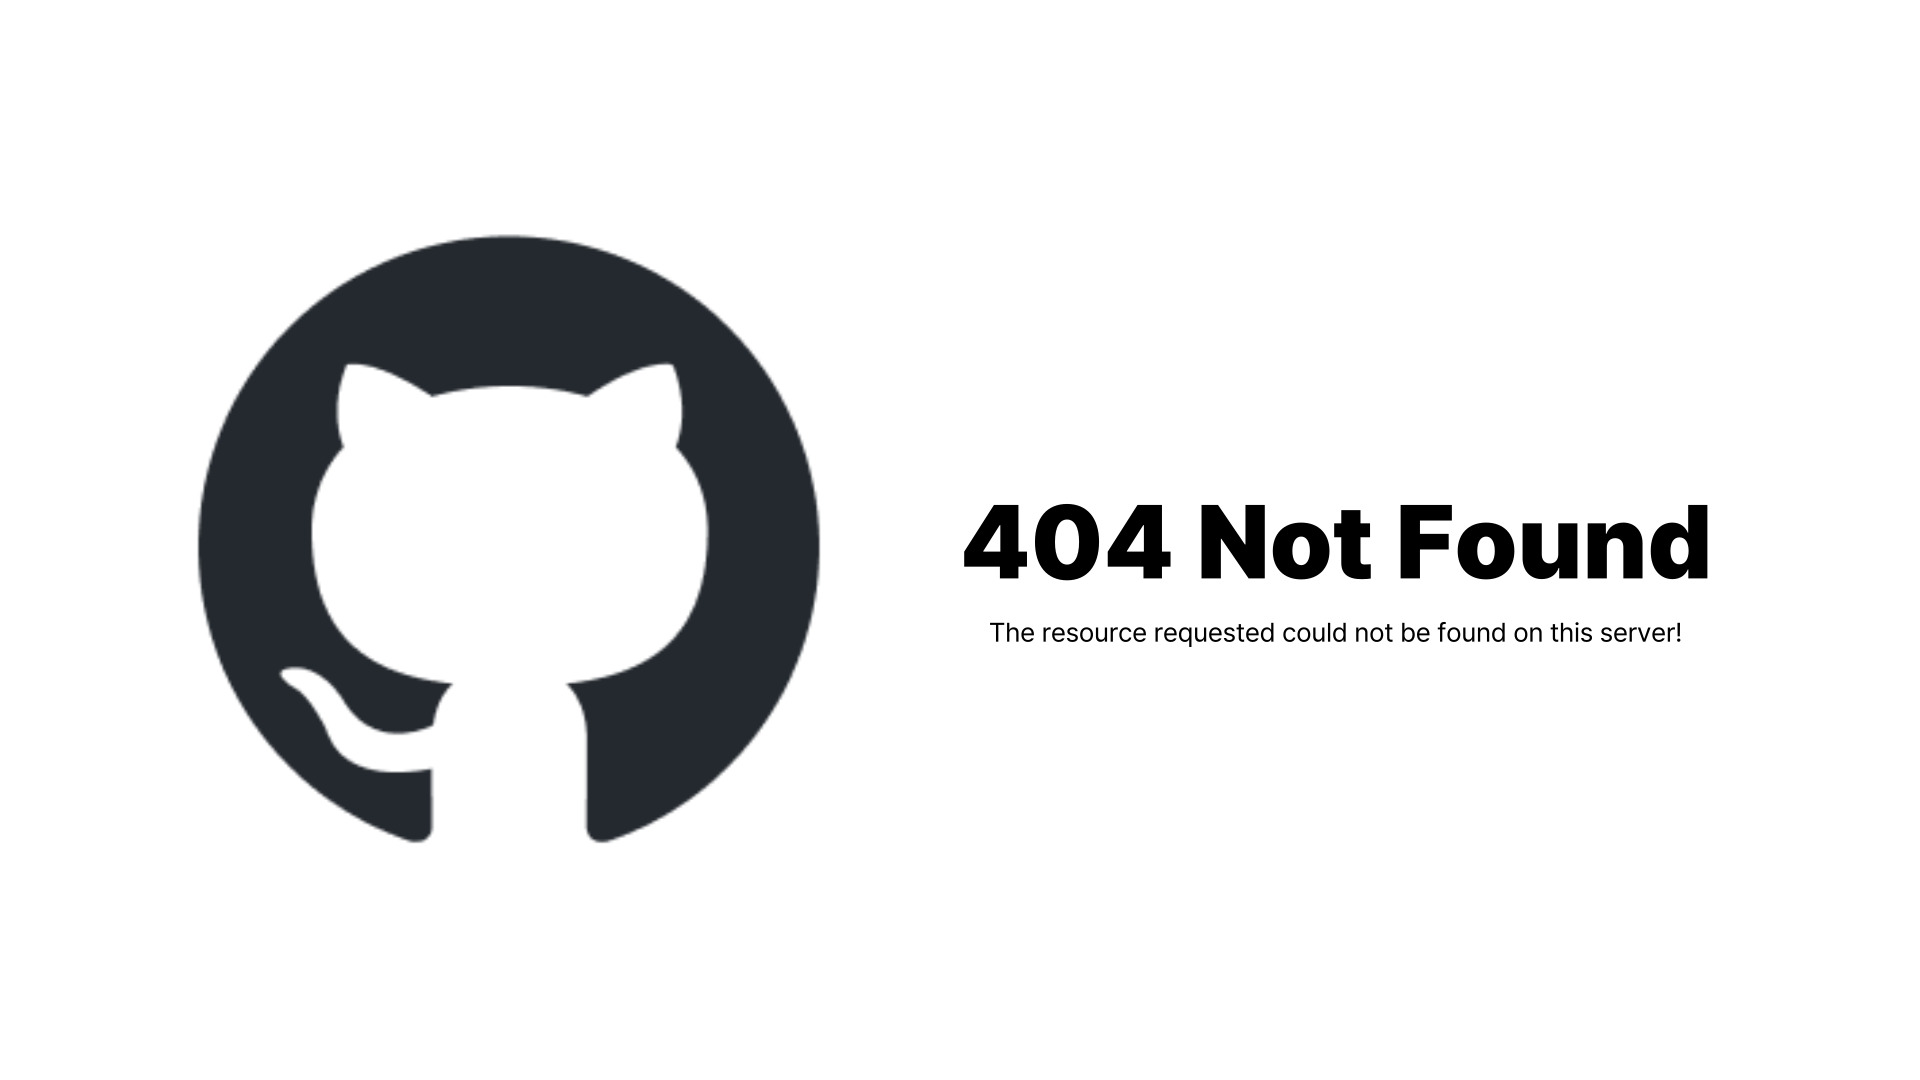 404 Not Found
The resource requested could not be found on this server!